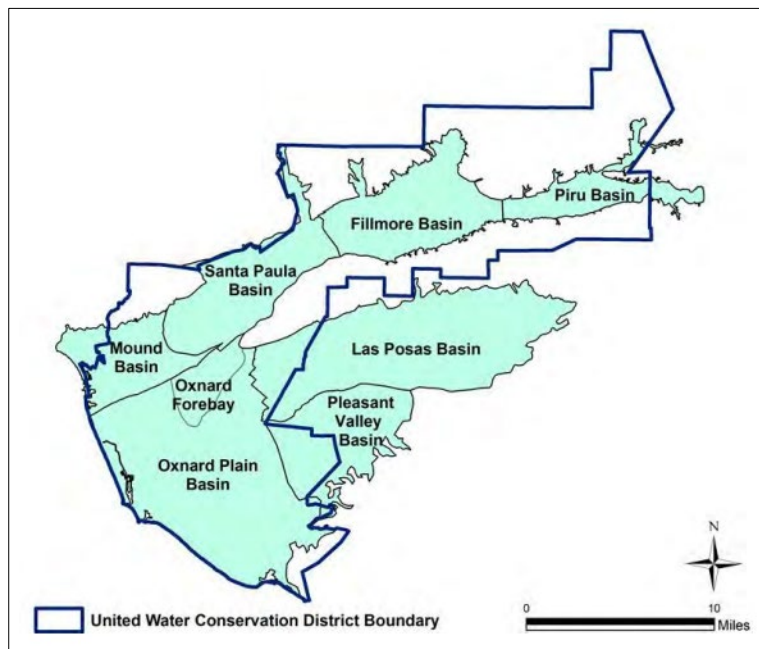 Piru Basin
Fillmore Basin
Santa Paula
Basin
Mound
Basin
Las Posas Basin
Oxnard
Forebay
Pleasant
Valley
Basin
Oxnard Plain
Basin
N
United Water Conservation District Boundary
0 10
Miles